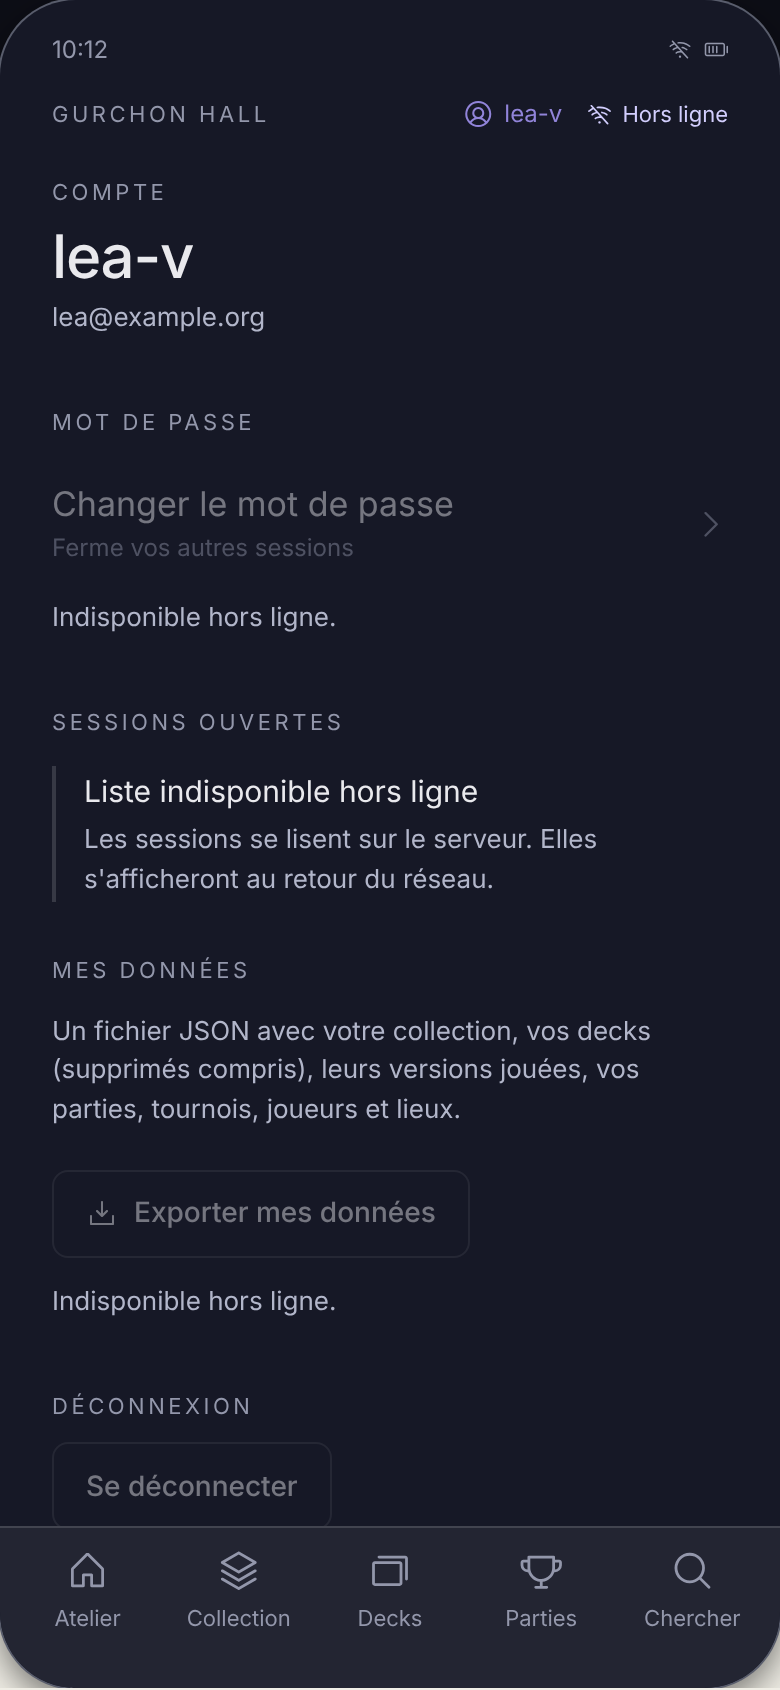 10:12
GURCHON HALL
lea-v
Hors ligne
COMPTE
lea-v
lea@example.org
MOT DE PASSE
Changer le mot de passe
Ferme vos autres sessions
Indisponible hors ligne.
SESSIONS OUVERTES
Liste indisponible hors ligne
Les sessions se lisent sur le serveur. Elles
s'afficheront au retour du réseau.
MES DONNÉES
Un fichier JSON avec votre collection, vos decks
(supprimés compris), leurs versions jouées, vos
parties, tournois, joueurs et lieux.
Exporter mes données
Indisponible hors ligne.
DÉCONNEXION
Se déconnecter
Atelier
Collection
Decks
Parties
Chercher